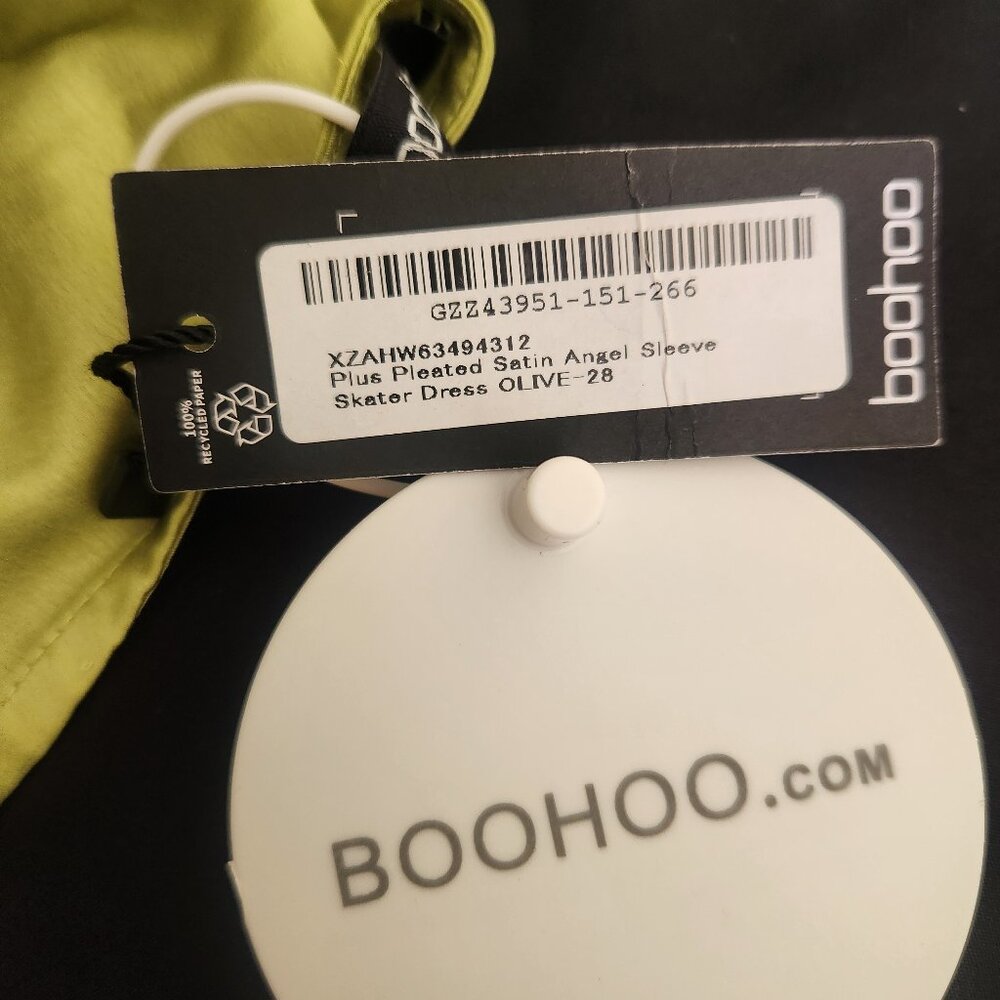 GZZ43951-151-266
XZAHW63494312
Plus Pleated Satin Angel Sleeve
Skater Dress OLIVE-28
100%
RECYCLED PAPER
boohoo
BOOHOO.COM